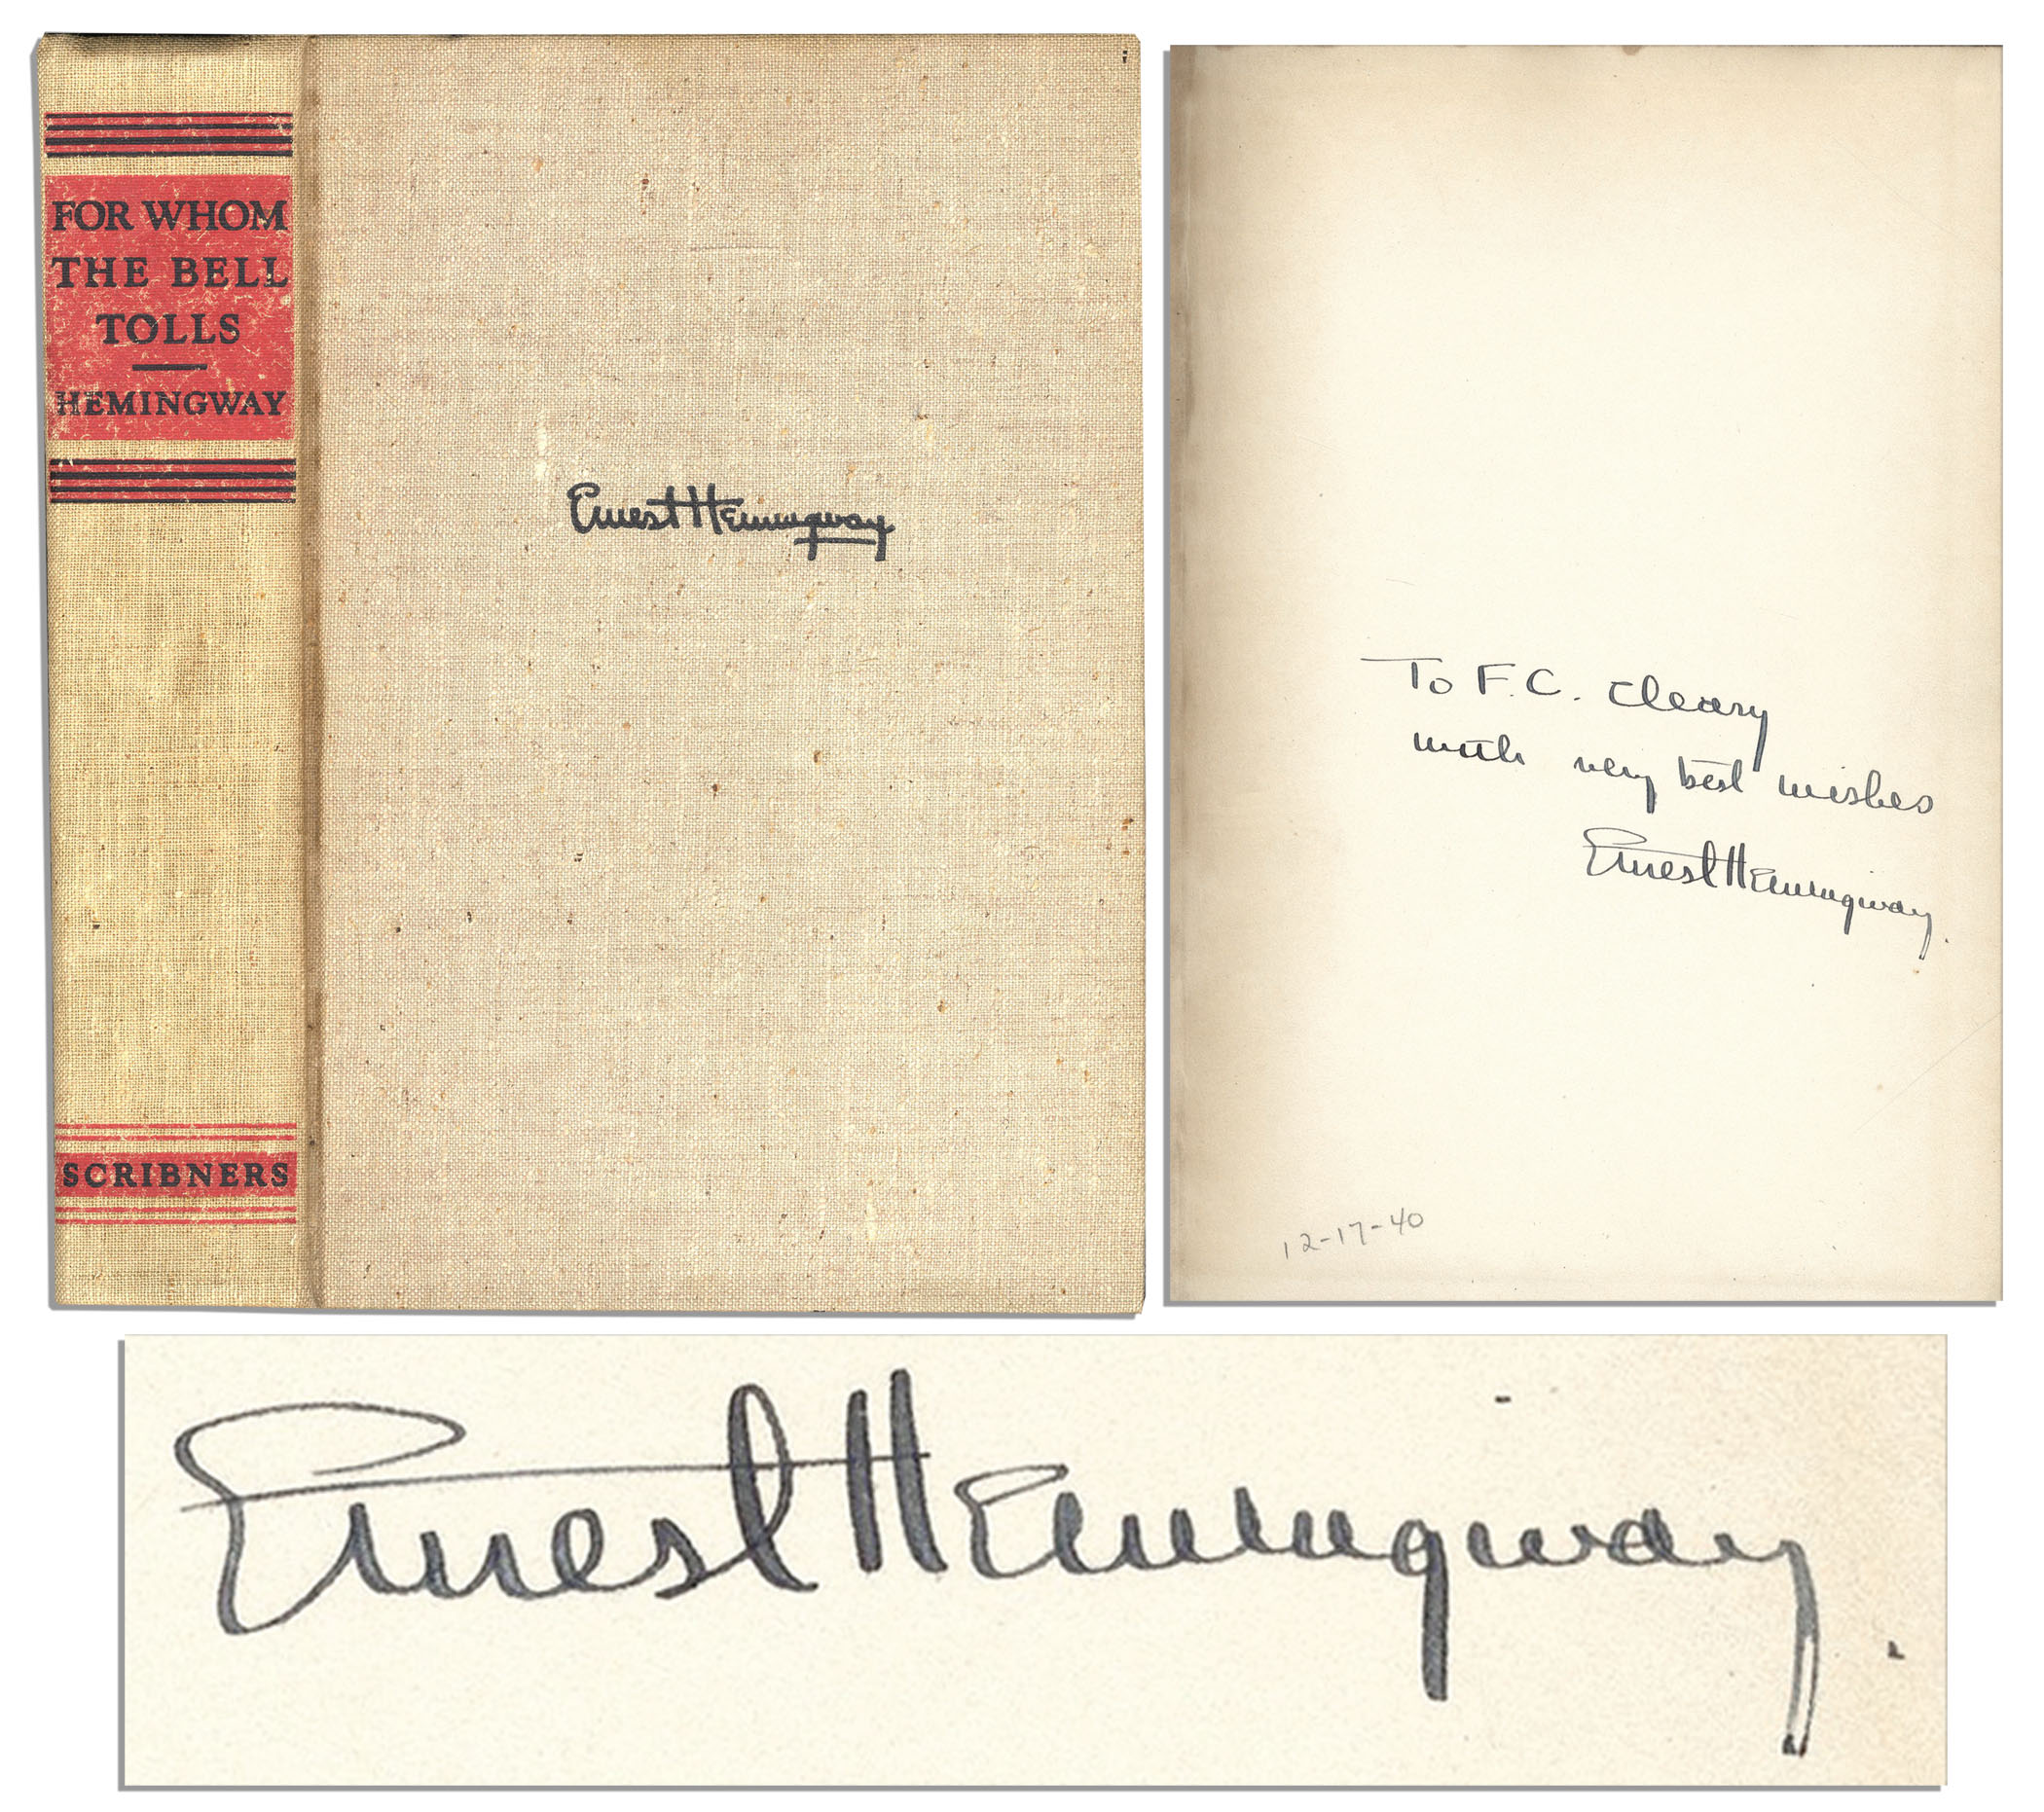 FOR WHOM
THE BELL
TOLLS
HEMINGWAY
SCRIBNERS
Ernest Hemingway
To F.C. Cleary
with very best wishes
Ernest Hemingway.
12-17-40
Ernest Hemingway.